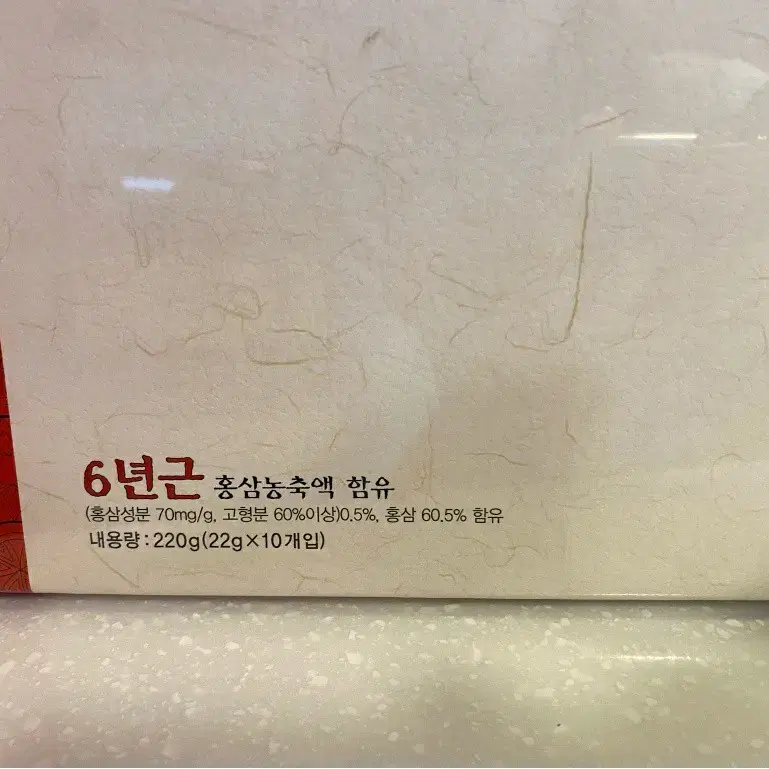 6년근 홍삼농축액 함유
(홍삼성분 70mg/g, 고형분 60%이상)0.5%, 홍삼 60.5% 함유
내용량:220g(22g×10개입)